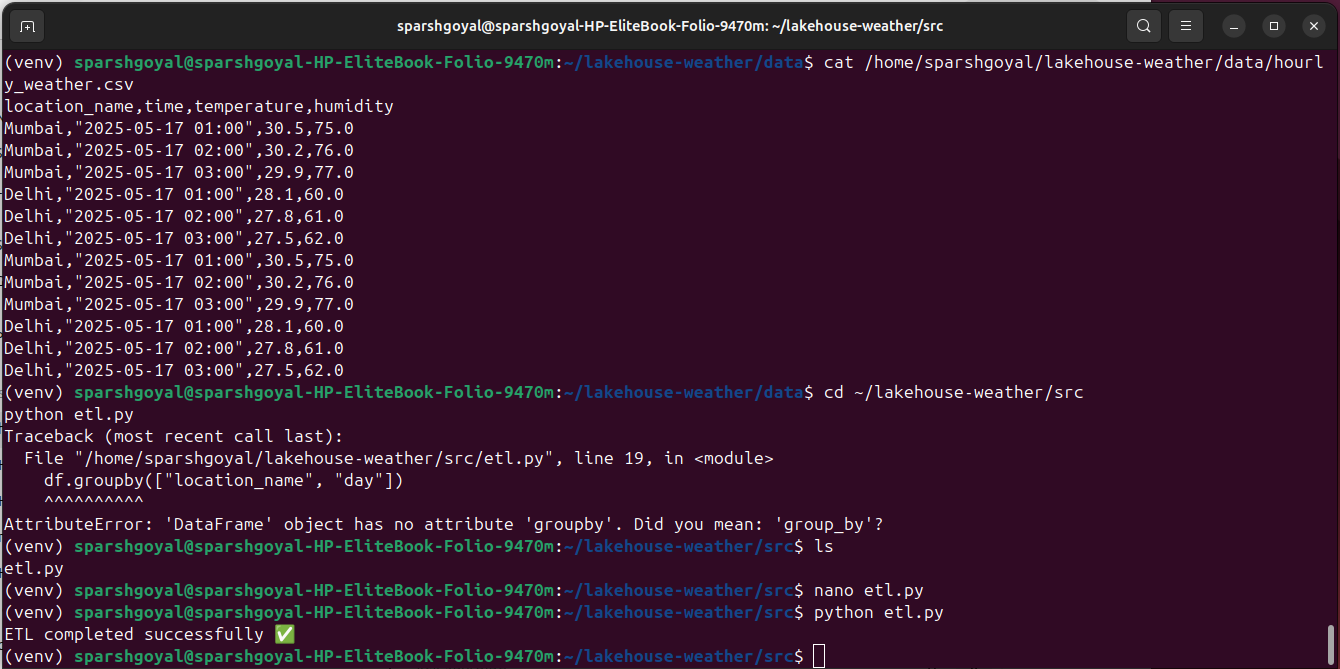 sparshgoyal@sparshgoyal-HP-EliteBook-Folio-9470m: ~/lakehouse-weather/src
(venv) sparshgoyal@sparshgoyal-HP-EliteBook-Folio-9470m:~/lakehouse-weather/data$ cat /home/sparshgoyal/lakehouse-weather/data/hourl
y_weather.csv
location_name,time,temperature,humidity
Mumbai,"2025-05-17 01:00",30.5,75.0
Mumbai,"2025-05-17 02:00",30.2,76.0
Mumbai,"2025-05-17 03:00",29.9,77.0
Delhi,"2025-05-17 01:00",28.1,60.0
Delhi,"2025-05-17 02:00",27.8,61.0
Delhi,"2025-05-17 03:00",27.5,62.0
Mumbai,"2025-05-17 01:00",30.5,75.0
Mumbai,"2025-05-17 02:00",30.2,76.0
Mumbai,"2025-05-17 03:00",29.9,77.0
Delhi,"2025-05-17 01:00",28.1,60.0
Delhi,"2025-05-17 02:00",27.8,61.0
Delhi,"2025-05-17 03:00",27.5,62.0
(venv) sparshgoyal@sparshgoyal-HP-EliteBook-Folio-9470m:~/lakehouse-weather/data$ cd ~/lakehouse-weather/src
python etl.py
Traceback (most recent call last):
  File "/home/sparshgoyal/lakehouse-weather/src/etl.py", line 19, in <module>
    df.groupby(["location_name", "day"])
    ^^^^^^^^^^
AttributeError: 'DataFrame' object has no attribute 'groupby'. Did you mean: 'group_by'?
(venv) sparshgoyal@sparshgoyal-HP-EliteBook-Folio-9470m:~/lakehouse-weather/src$ ls
etl.py
(venv) sparshgoyal@sparshgoyal-HP-EliteBook-Folio-9470m:~/lakehouse-weather/src$ nano etl.py
(venv) sparshgoyal@sparshgoyal-HP-EliteBook-Folio-9470m:~/lakehouse-weather/src$ python etl.py
ETL completed successfully ✅
(venv) sparshgoyal@sparshgoyal-HP-EliteBook-Folio-9470m:~/lakehouse-weather/src$